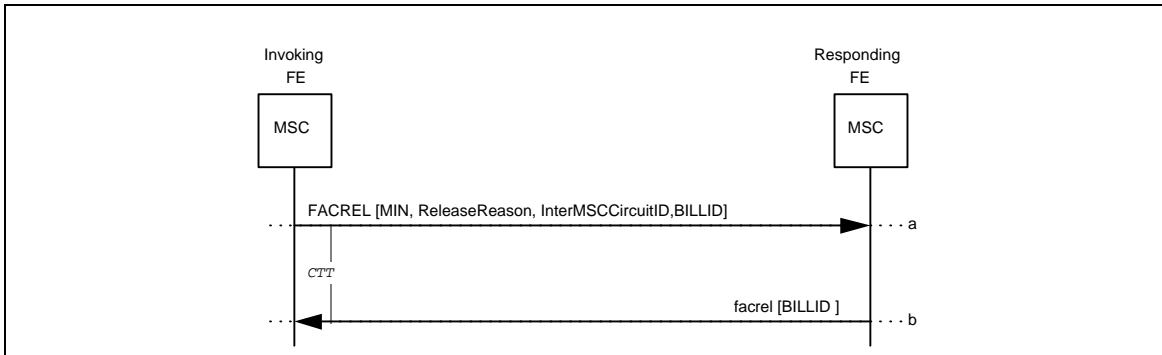 Invoking
FE
Responding
FE
MSC
MSC
FACREL [MIN, ReleaseReason, InterMSCCircuitID,BILLID]
a
CTT
facrel [BILLID ]
b